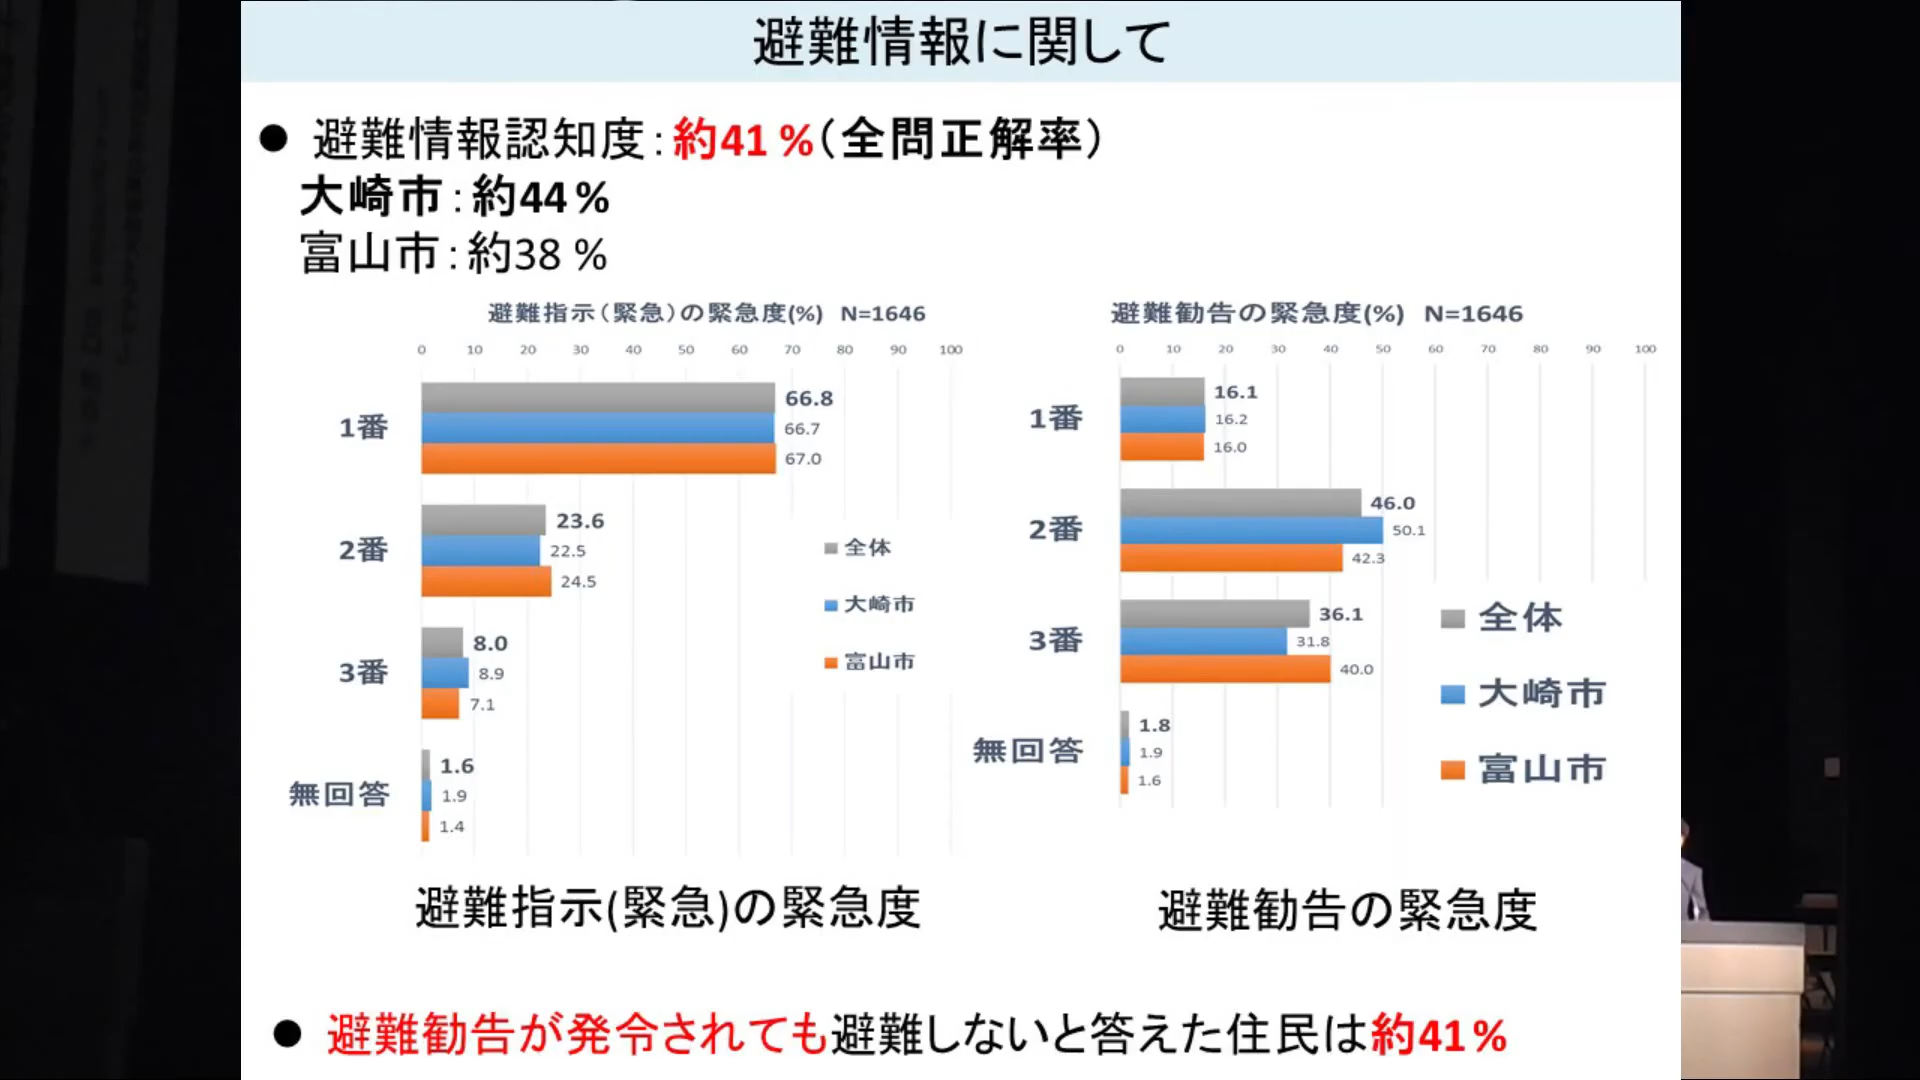 避難情報に関して
● 避難情報認知度：約41 %（全問正解率）
大崎市：約44 %
富山市：約38 %
避難指示（緊急）の緊急度(%) N=1646
0 10 20 30 40 50 60 70 80 90 100
1番
66.8
66.7
67.0
2番
23.6
22.5
24.5
3番
8.0
8.9
7.1
無回答
1.6
1.9
1.4
全体
大崎市
富山市
避難指示(緊急)の緊急度
避難勧告の緊急度(%) N=1646
0 10 20 30 40 50 60 70 80 90 100
1番
16.1
16.2
16.0
2番
46.0
50.1
42.3
3番
36.1
31.8
40.0
無回答
1.8
1.9
1.6
全体
大崎市
富山市
避難勧告の緊急度
● 避難勧告が発令されても避難しないと答えた住民は約41 %